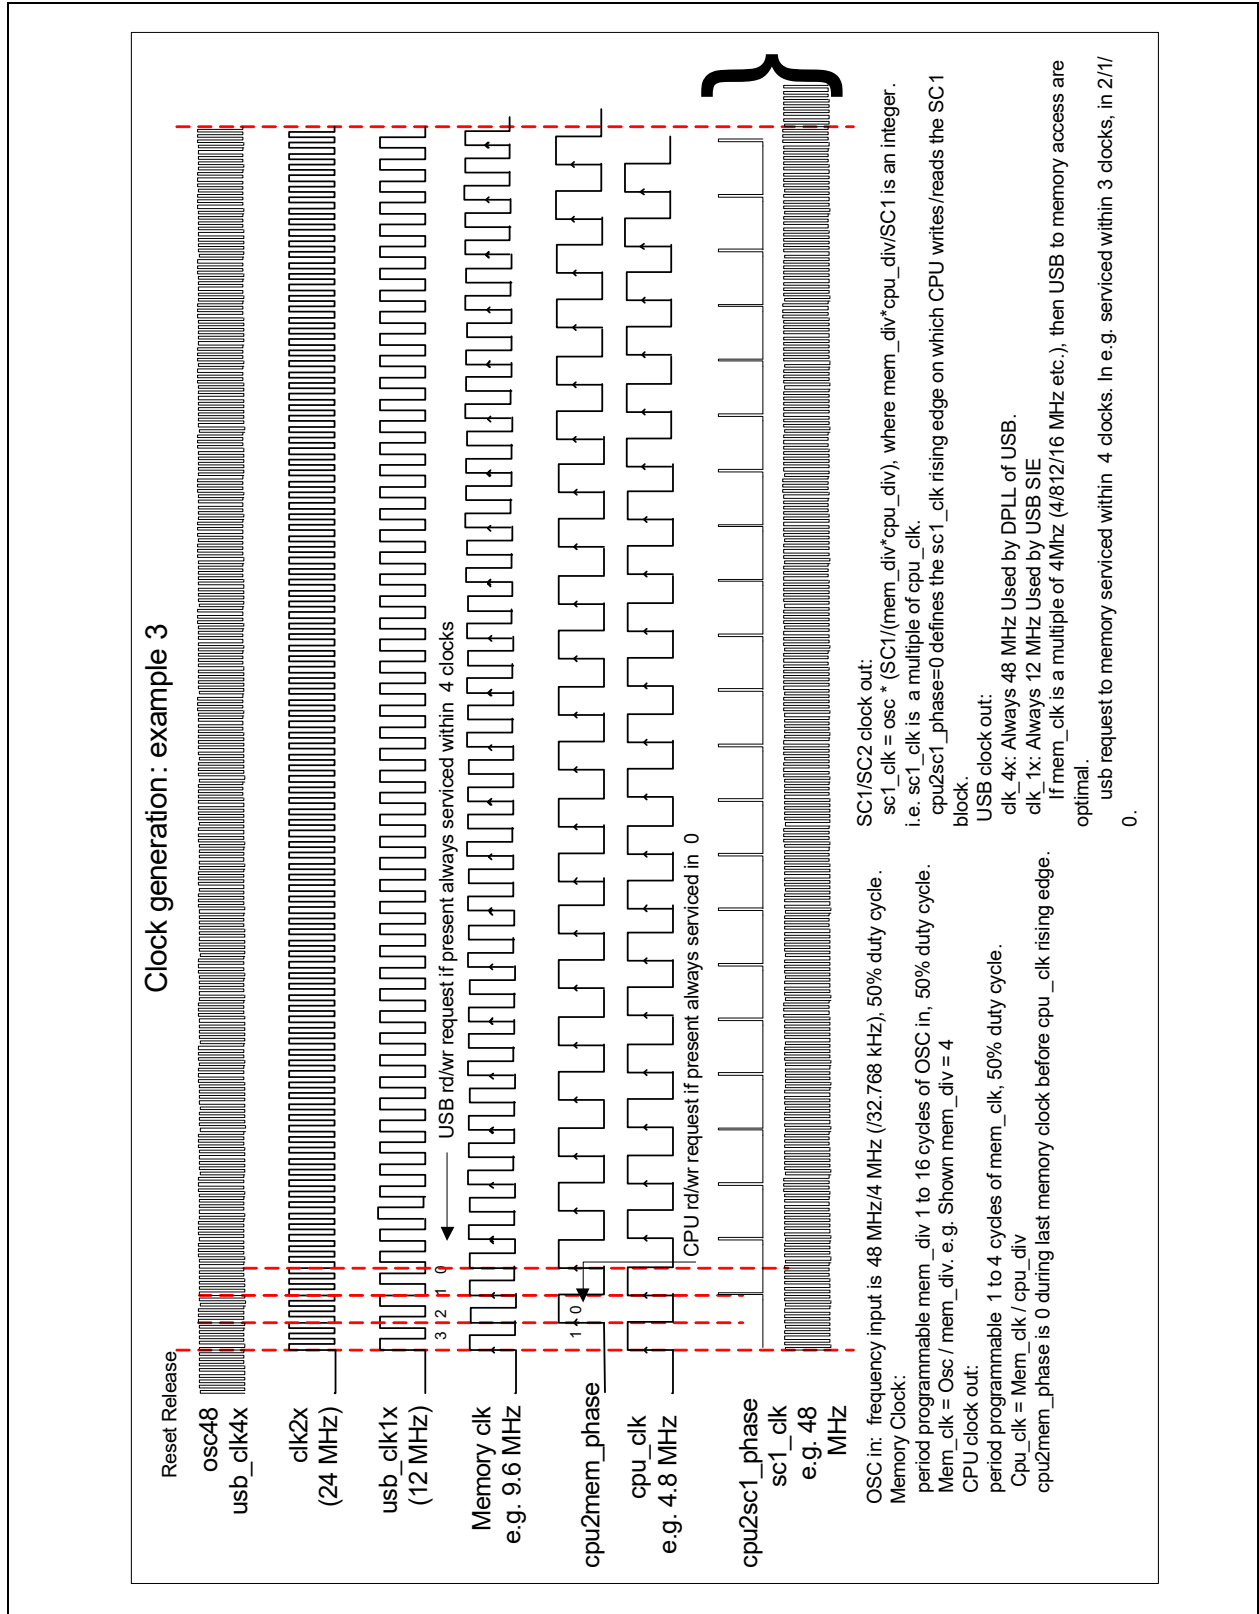 Clock generation: example 3
Reset Release
osc48
usb_clk4x
clk2x
(24 MHz)
usb_clk1x
(12 MHz)
USB rd/wr request if present always serviced within 4 clocks
3 2 1 0
Memory clk
e.g. 9.6 MHz
1 0
cpu2mem_phase
cpu_clk
e.g. 4.8 MHz
CPU rd/wr request if present always serviced in 0
cpu2sc1_phase
sc1_clk
e.g. 48
MHz
OSC in: frequency input is 48 MHz/4 MHz (/32.768 kHz), 50% duty cycle.
Memory Clock:
period programmable mem_div 1 to 16 cycles of OSC in, 50% duty cycle.
Mem_clk = Osc / mem_div. e.g. Shown mem_div = 4
CPU clock out:
period programmable 1 to 4 cycles of mem_clk, 50% duty cycle.
Cpu_clk = Mem_clk / cpu_div
cpu2mem_phase is 0 during last memory clock before cpu_clk rising edge.
SC1/SC2 clock out:
sc1_clk = osc * (SC1/(mem_div*cpu_div), where mem_div*cpu_div/SC1 is an integer.
i.e. sc1_clk is a multiple of cpu_clk.
cpu2sc1_phase=0 defines the sc1_clk rising edge on which CPU writes/reads the SC1
block.
USB clock out:
clk_4x: Always 48 MHz Used by DPLL of USB.
clk_1x: Always 12 MHz Used by USB SIE
If mem_clk is a multiple of 4Mhz (4/812/16 MHz etc.), then USB to memory access are
optimal.
usb request to memory serviced within 4 clocks. In e.g. serviced within 3 clocks, in 2/1/
0.